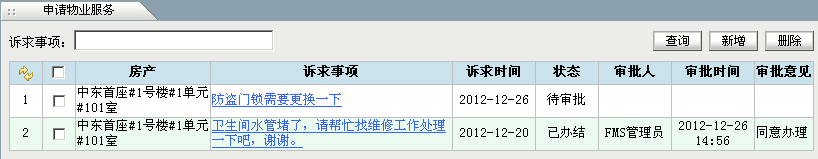 申请物业服务
诉求事项：
查询 新增 删除
房产 诉求事项 诉求时间 状态 审批人 审批时间 审批意见
1 中东首座#1号楼#1单元#101室 防盗门锁需要更换一下 2012-12-26 待审批
2 中东首座#1号楼#1单元#101室 卫生间水管堵了，请帮忙找维修工作处理一下吧，谢谢。 2012-12-20 已办结 FMS管理员 2012-12-26 14:56 同意办理